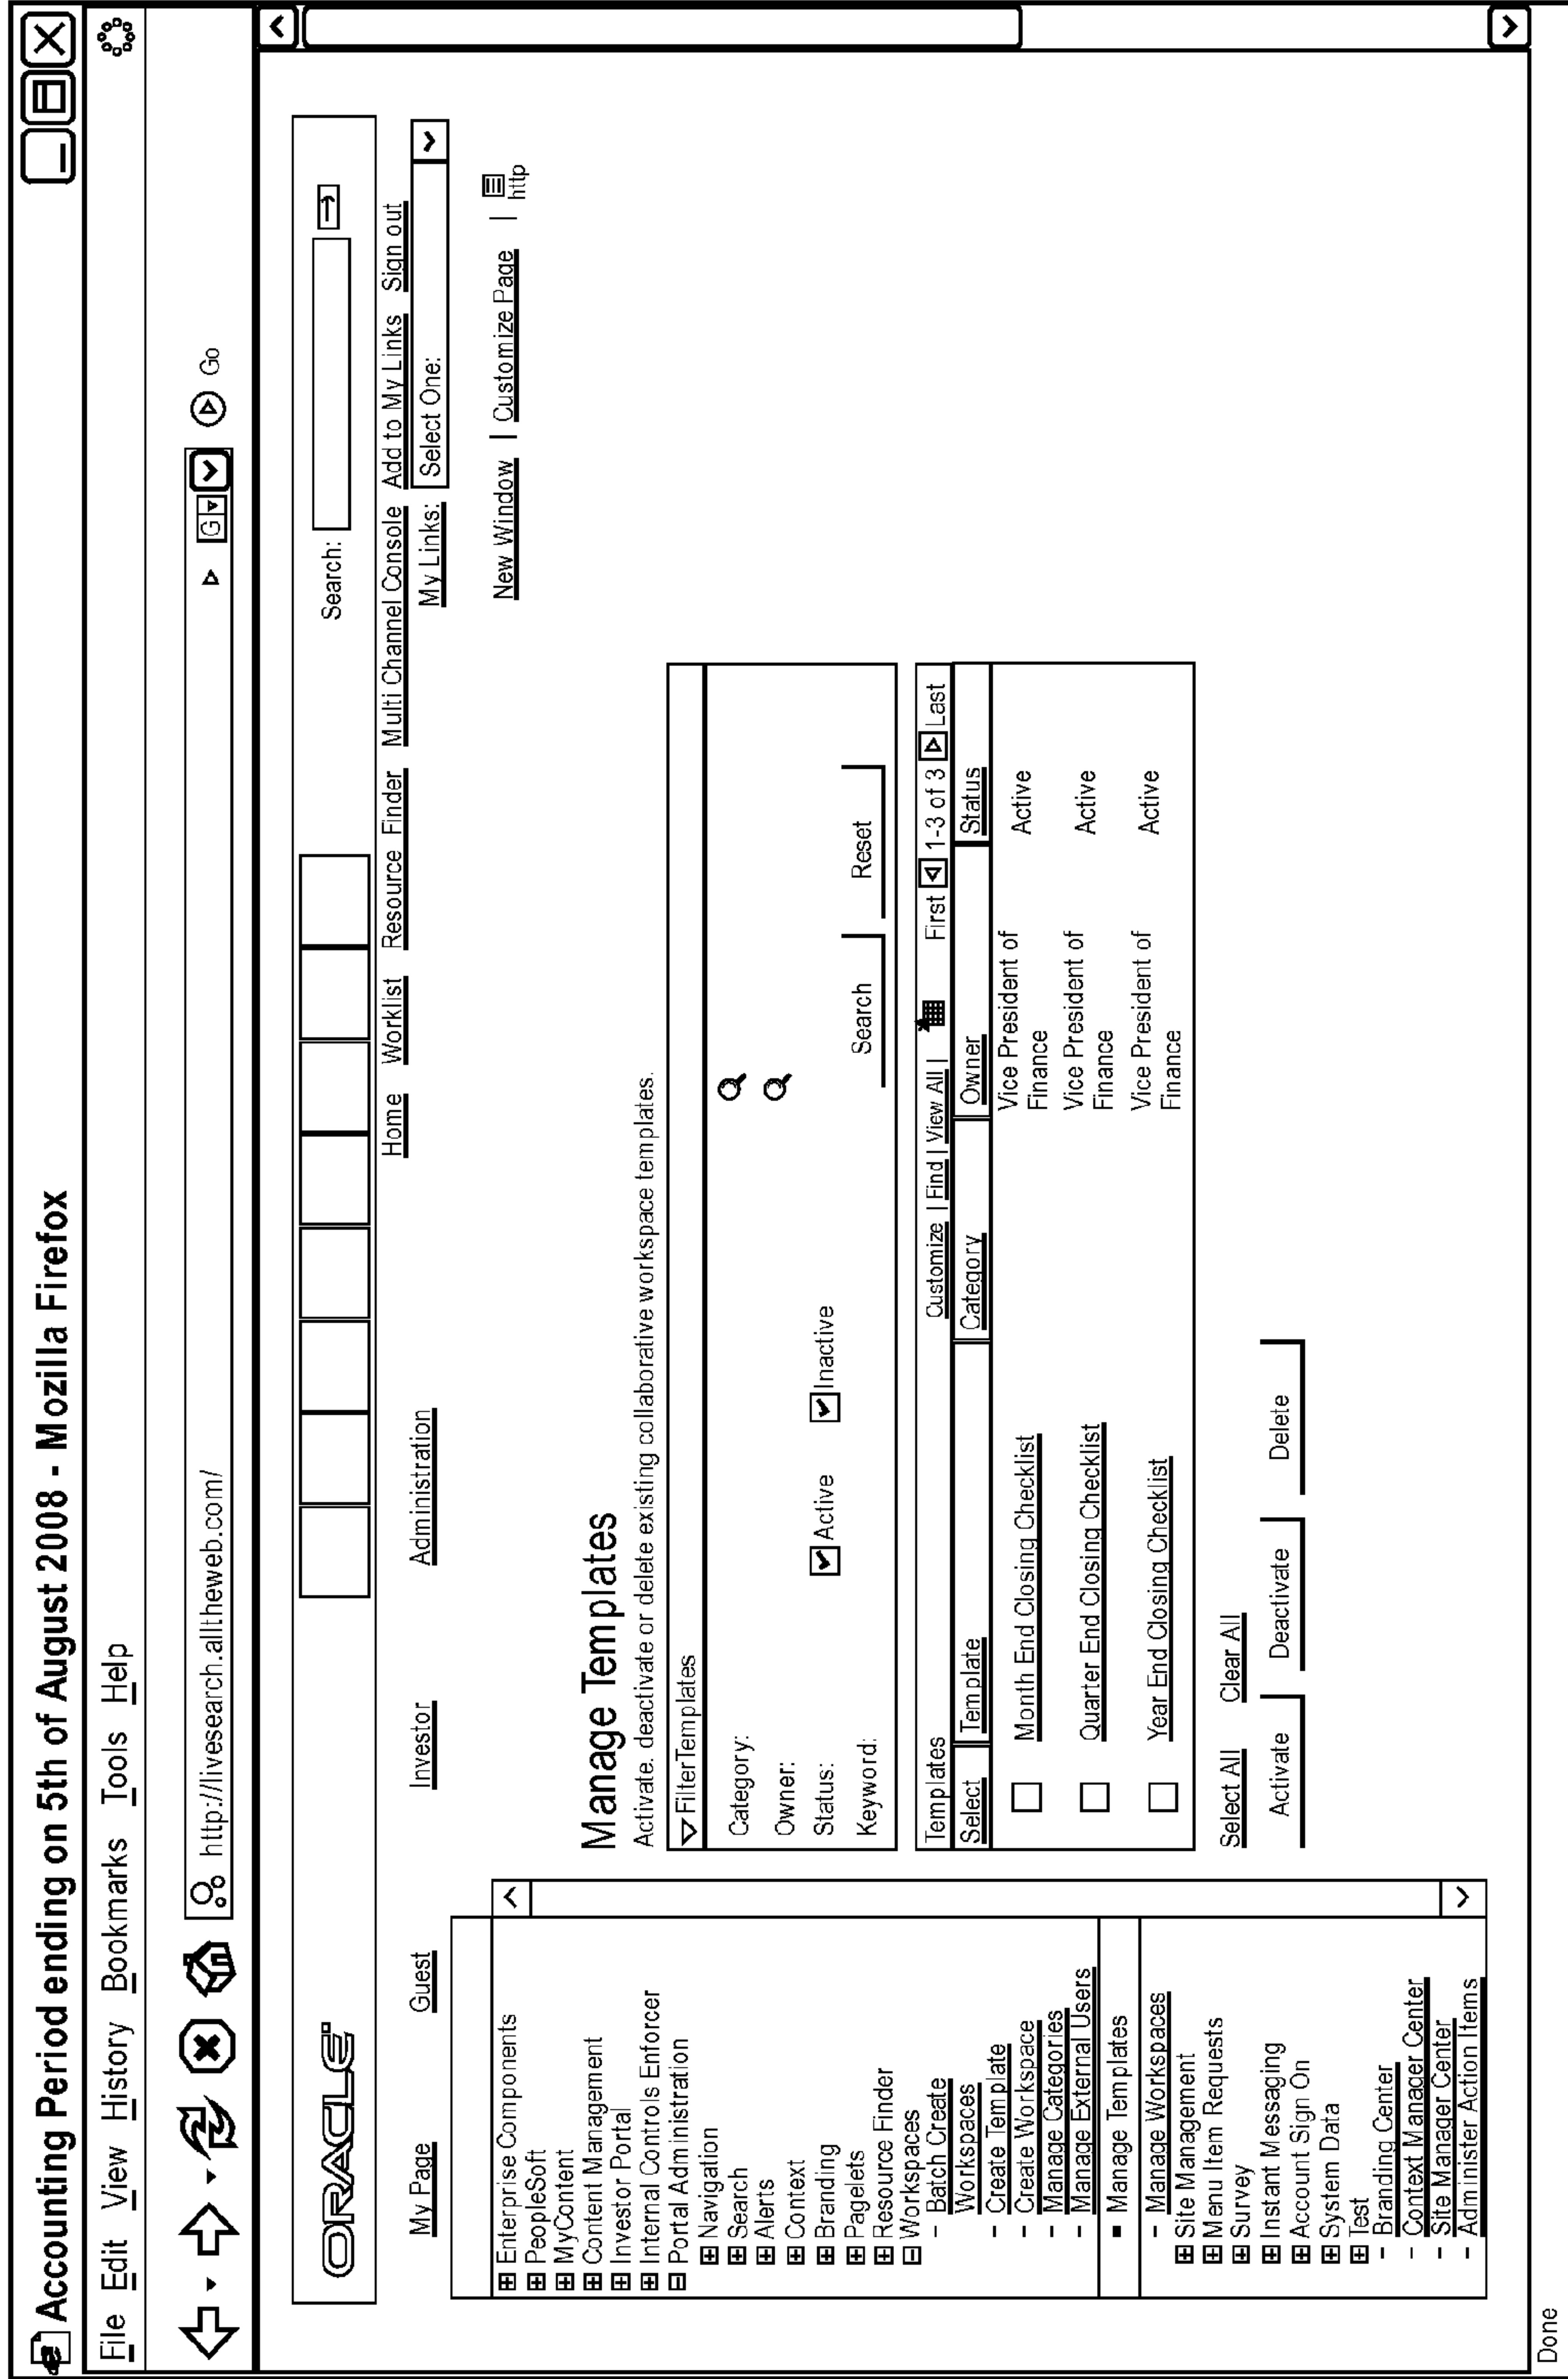 Accounting Period ending on 5th of August 2008 - Mozilla Firefox
File Edit View History Bookmarks Tools Help
http://livesearch.alltheweb.com/ G Go
ORACLE
Search:
Home Worklist Resource Finder Multi Channel Console Add to My Links Sign out
My Page Guest Investor Administration My Links: Select One:
New Window | Customize Page | http
Enterprise Components
PeopleSoft
MyContent
Content Management
Investor Portal
Internal Controls Enforcer
Portal Administration
Navigation
Search
Alerts
Context
Branding
Pagelets
Resource Finder
Workspaces
- Batch Create
Workspaces
- Create Template
- Create Workspace
- Manage Categories
- Manage External Users
▪ Manage Templates
- Manage Workspaces
Site Management
Menu Item Requests
Survey
Instant Messaging
Account Sign On
System Data
Test
- Branding Center
- Context Manager Center
- Site Manager Center
- Administer Action Items
Manage Templates
Activate. deactivate or delete existing collaborative workspace templates.
FilterTemplates
Category:
Owner:
Status: Active Inactive
Keyword:
Search Reset
Templates Customize | Find | View All | First 1-3 of 3 Last
Select Template Category Owner Status
Month End Closing Checklist Vice President of Finance Active
Quarter End Closing Checklist Vice President of Finance Active
Year End Closing Checklist Vice President of Finance Active
Select All Clear All
Activate Deactivate Delete
Done